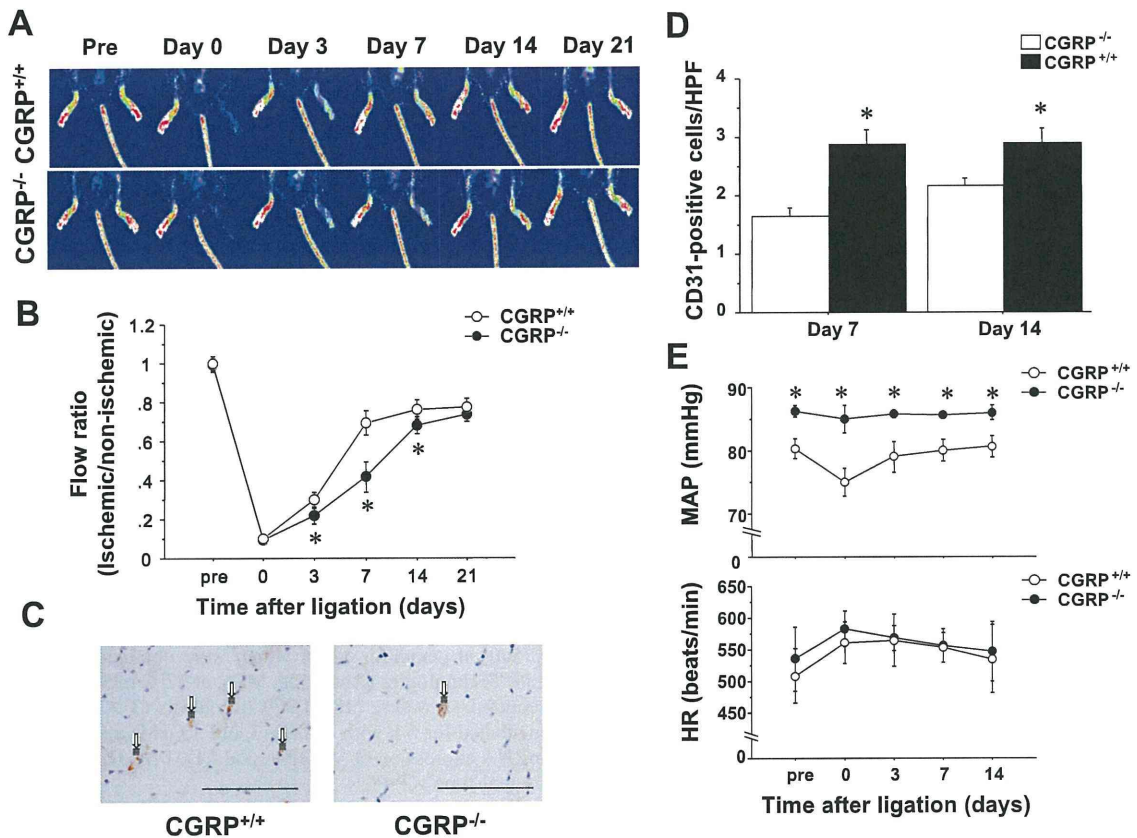 A
Pre Day 0 Day 3 Day 7 Day 14 Day 21
CGRP+/+
CGRP-/-
B
Flow ratio
(Ischemic/non-ischemic)
1.2
1
.8
.6
.4
.2
0
CGRP+/+
CGRP-/-
*
*
*
pre 0 3 7 14 21
Time after ligation (days)
C
CGRP+/+ CGRP-/-
D
CGRP-/-
CGRP+/+
CD31-positive cells/HPF
4
3
2
1
0
* *
Day 7 Day 14
E
CGRP+/+
CGRP-/-
MAP (mmHg)
90
80
70
0
* * * * *
CGRP+/+
CGRP-/-
HR (beats/min)
650
600
550
500
450
0
pre 0 3 7 14
Time after ligation (days)